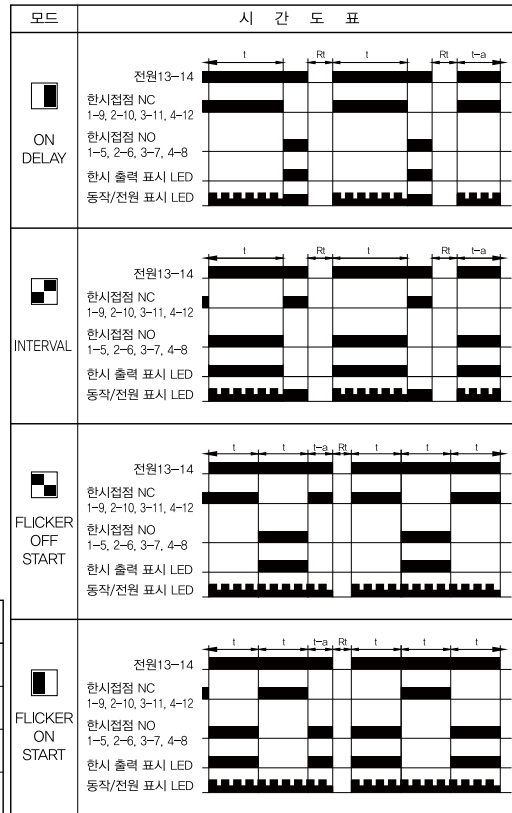 모드
시 간 도 표
ON
DELAY
t
Rt
t
Rt
t-a
전원13-14
한시접점 NC
1-9, 2-10, 3-11, 4-12
한시접점 NO
1-5, 2-6, 3-7, 4-8
한시 출력 표시 LED
동작/전원 표시 LED
INTERVAL
t
Rt
t
Rt
t-a
전원13-14
한시접점 NC
1-9, 2-10, 3-11, 4-12
한시접점 NO
1-5, 2-6, 3-7, 4-8
한시 출력 표시 LED
동작/전원 표시 LED
FLICKER
OFF
START
t
t
t-a
Rt
t
t
t
전원13-14
한시접점 NC
1-9, 2-10, 3-11, 4-12
한시접점 NO
1-5, 2-6, 3-7, 4-8
한시 출력 표시 LED
동작/전원 표시 LED
FLICKER
ON
START
t
t
t-a
Rt
t
t
t
전원13-14
한시접점 NC
1-9, 2-10, 3-11, 4-12
한시접점 NO
1-5, 2-6, 3-7, 4-8
한시 출력 표시 LED
동작/전원 표시 LED